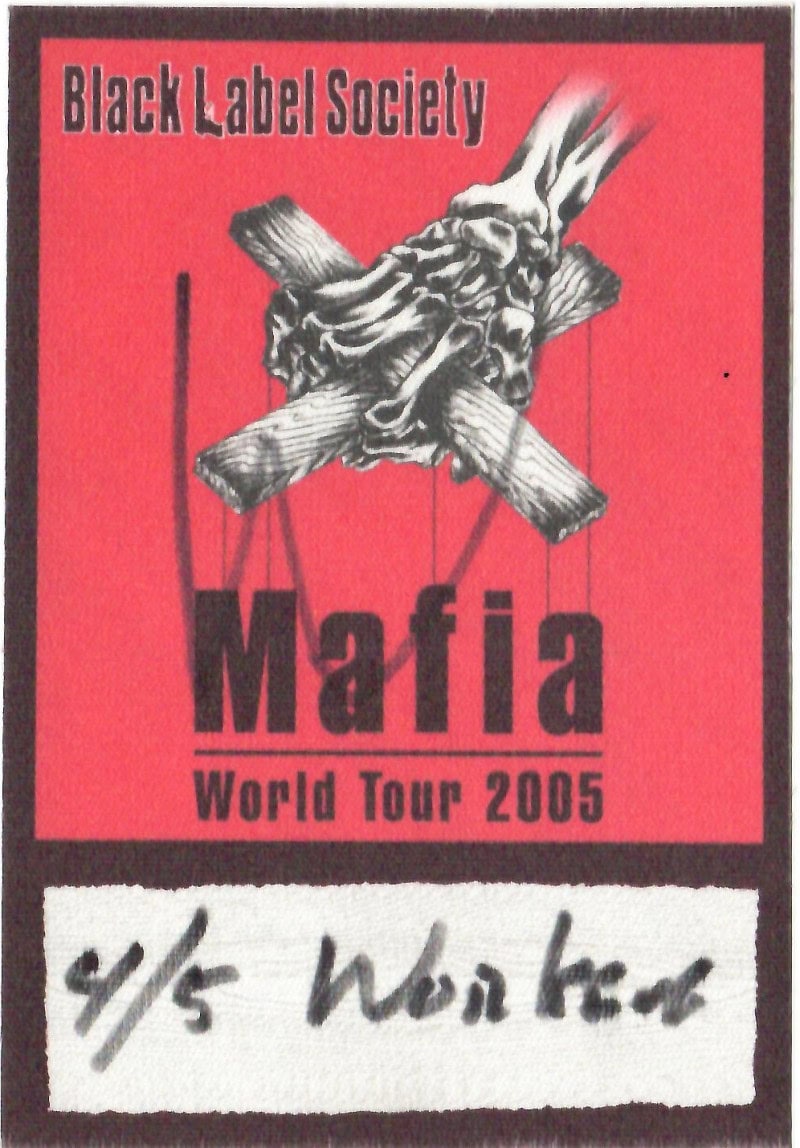 Black Label Society
W
Mafia
World Tour 2005
4/5 Worker